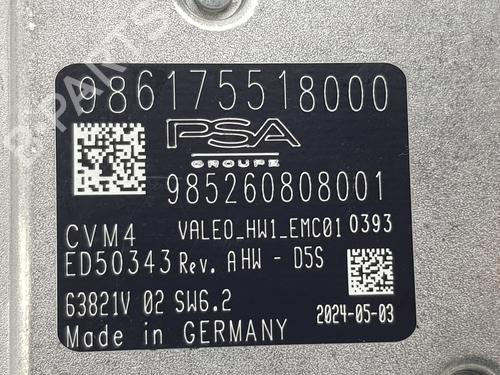 986175518000
PSA
GROUPE
985260808001
CVM4 VALEO_HW1_EMC01 0393
ED50343 Rev. A HW - D5S
63821V 02 SW6.2
2024-05-03
Made in GERMANY